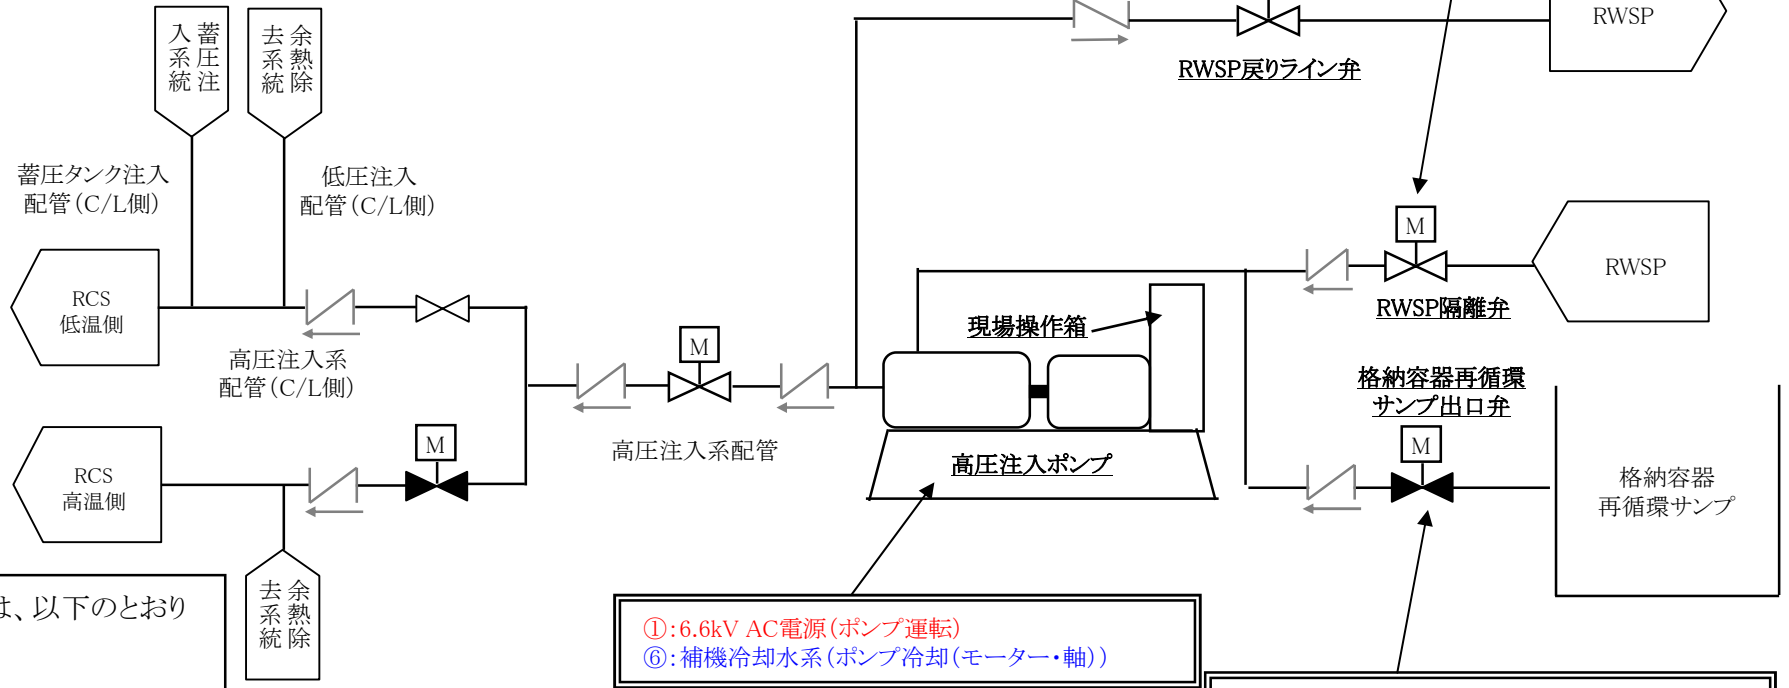 蓄圧注
入系統
余熱除
去系統
RWSP
RWSP戻りライン弁
蓄圧タンク注入
配管(C/L側)
低圧注入
配管(C/L側)
M
RWSP
RWSP隔離弁
RCS
低温側
高圧注入系
配管(C/L側)
M
現場操作箱
格納容器再循環
サンプ出口弁
M
高圧注入系配管
高圧注入ポンプ
M
格納容器
再循環サンプ
RCS
高温側
余熱除
去系統
は、以下のとおり
①:6.6kV AC電源(ポンプ運転)
⑥:補機冷却水系(ポンプ冷却(モーター・軸))